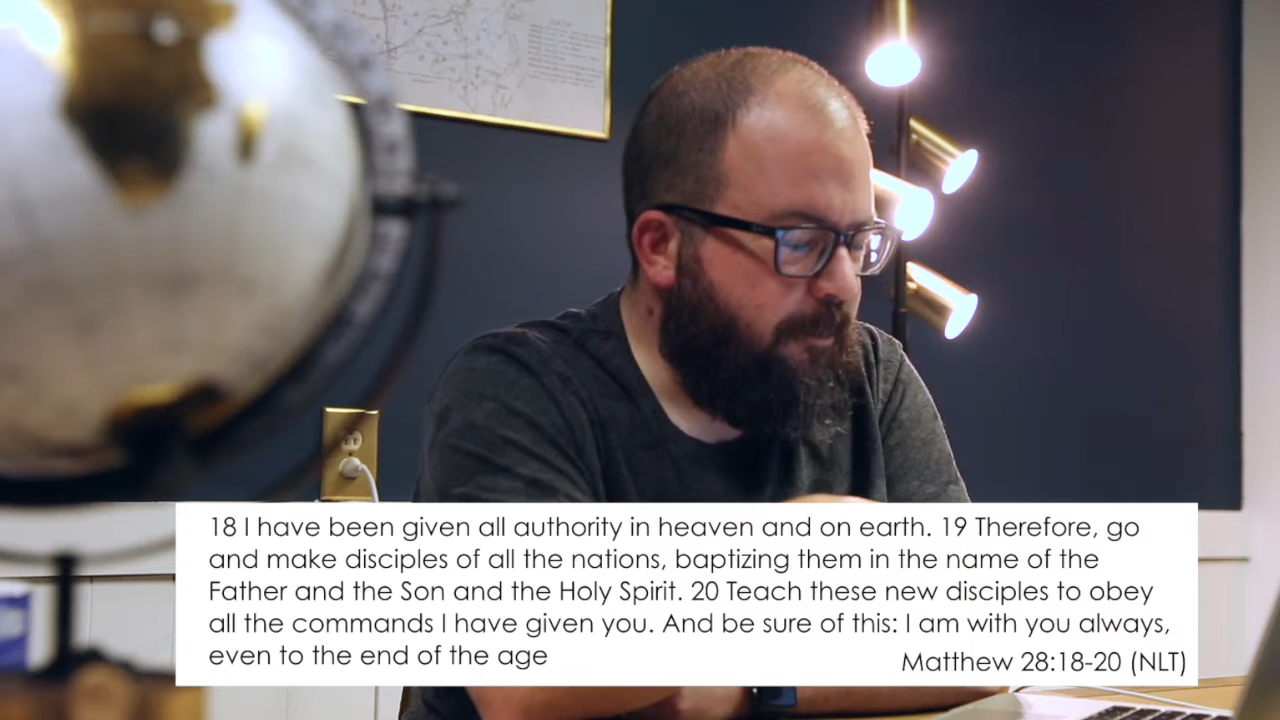 18 I have been given all authority in heaven and on earth. 19 Therefore, go
and make disciples of all the nations, baptizing them in the name of the
Father and the Son and the Holy Spirit. 20 Teach these new disciples to obey
all the commands I have given you. And be sure of this: I am with you always,
even to the end of the age
Matthew 28:18-20 (NLT)